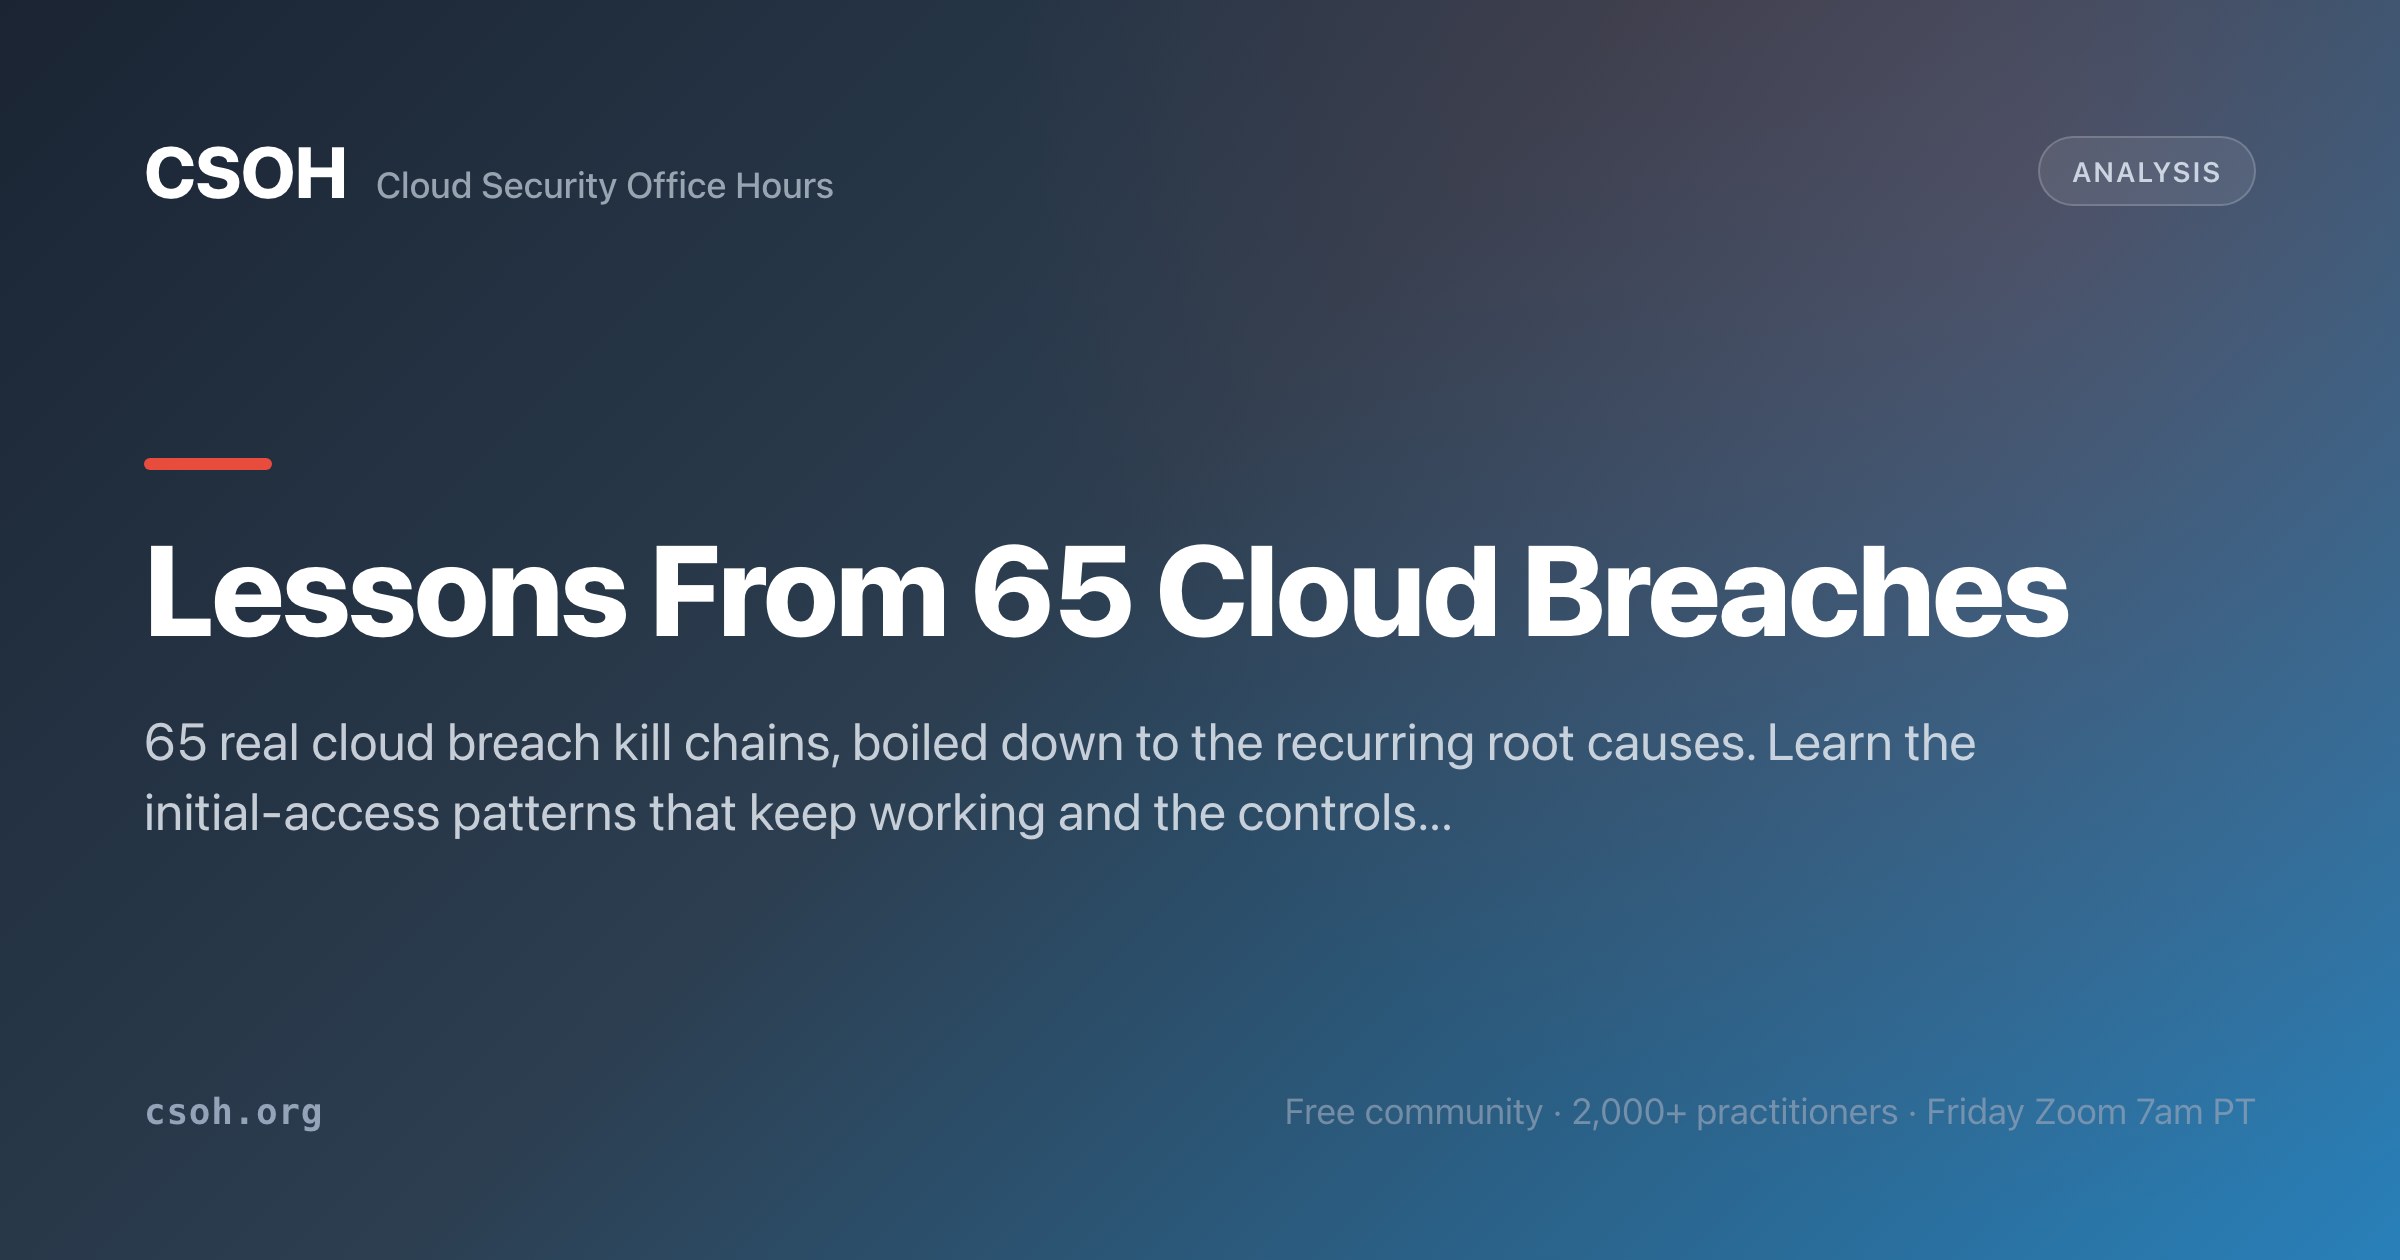 CSOH Cloud Security Office Hours
ANALYSIS
Lessons From 65 Cloud Breaches
65 real cloud breach kill chains, boiled down to the recurring root causes. Learn the
initial-access patterns that keep working and the controls...
csoh.org
Free community · 2,000+ practitioners · Friday Zoom 7am PT